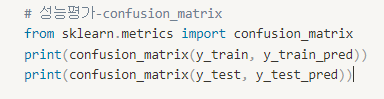 # 성능평가-confusion_matrix
from sklearn.metrics import confusion_matrix
print(confusion_matrix(y_train, y_train_pred))
print(confusion_matrix(y_test, y_test_pred))